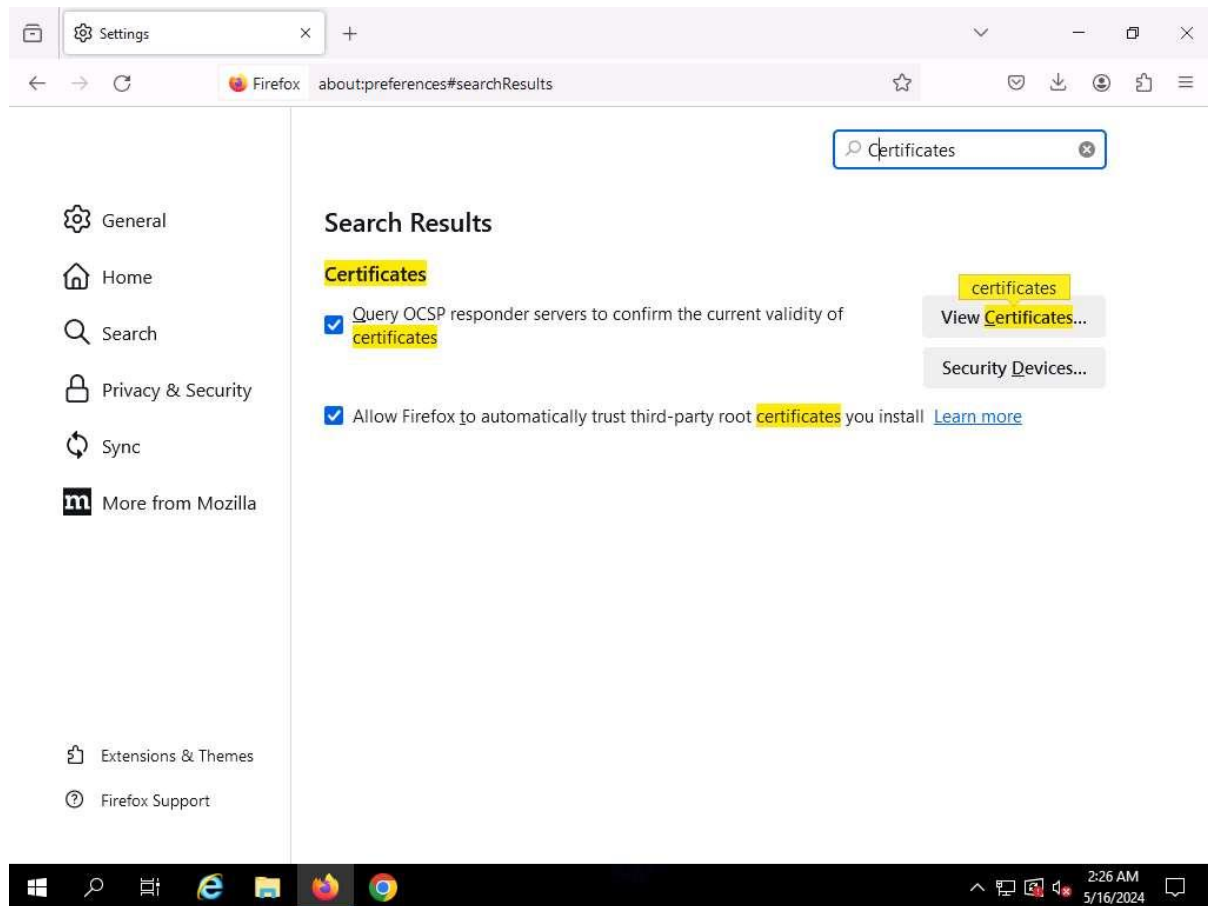 Settings
Firefox about:preferences#searchResults
Certificates
General
Home
Search
Privacy & Security
Sync
m More from Mozilla
Extensions & Themes
Firefox Support
Search Results
Certificates
Query OCSP responder servers to confirm the current validity of
certificates
certificates
View Certificates...
Security Devices...
Allow Firefox to automatically trust third-party root certificates you install Learn more
2:26 AM
5/16/2024